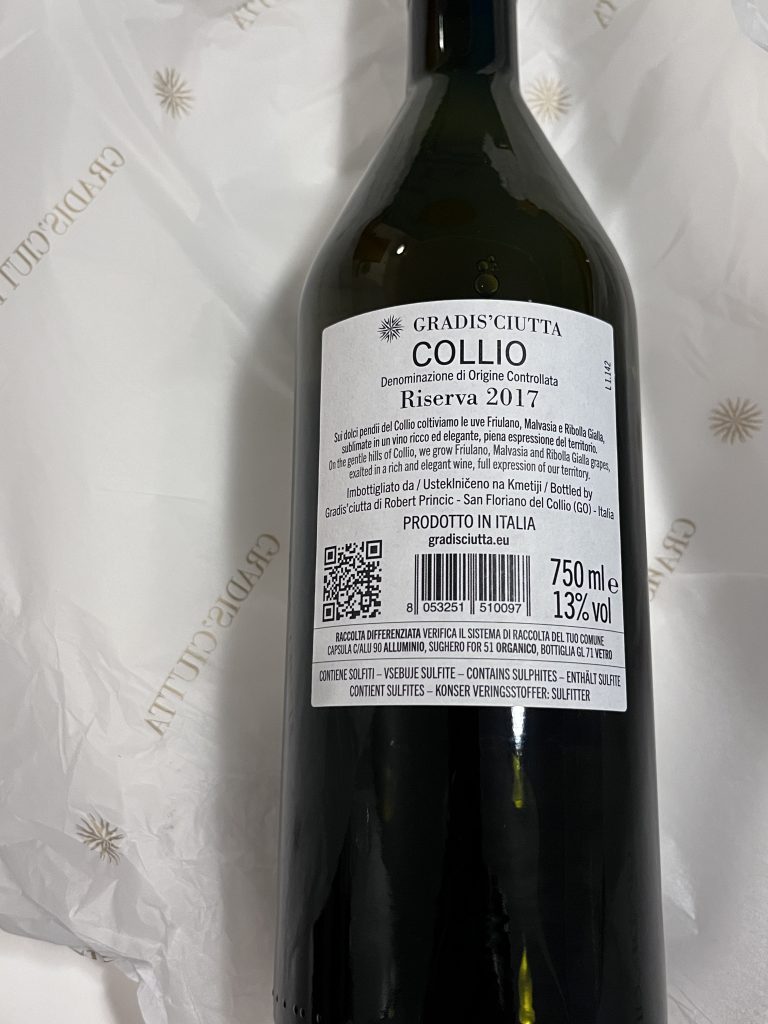 GRADIS'CIUTTA
GRADIS'CIUTTA
COLLIO
Denominazione di Origine Controllata
Riserva 2017
L1.142
Sui dolci pendii del Collio coltiviamo le uve Friulano, Malvasia e Ribolla Gialla,
sublimate in un vino ricco ed elegante, piena espressione del territorio.
On the gentle hills of Collio, we grow Friulano, Malvasia and Ribolla Gialla grapes,
exalted in a rich and elegant wine, full expression of our territory.
Imbottigliato da / UstekIničeno na Kmetiji / Bottled by
Gradis'ciutta di Robert Princic - San Floriano del Collio (GO) - Italia
PRODOTTO IN ITALIA
gradisciutta.eu
8 053251 510097
750 ml e
13% vol
RACCOLTA DIFFERENZIATA VERIFICA IL SISTEMA DI RACCOLTA DEL TUO COMUNE
CAPSULA C/ALU 90 ALLUMINIO, SUGHERO FOR 51 ORGANICO, BOTTIGLIA GL 71 VETRO
CONTIENE SOLFITI – VSEBUJE SULFITE – CONTAINS SULPHITES – ENTHÄLT SULFITE
CONTIENT SULFITES – KONSER VERINGSSTOFFER: SULFITTER
GRADIS'CIUTTA